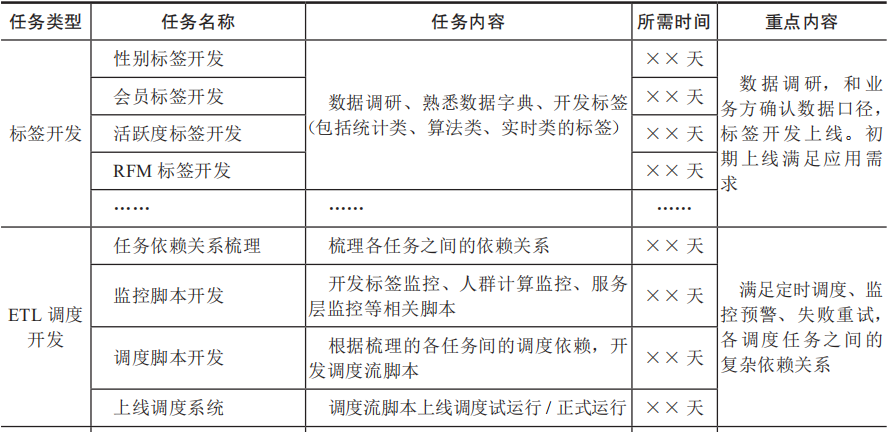 任务类型 任务名称 任务内容 所需时间 重点内容
标签开发
性别标签开发 ×× 天
会员标签开发 ×× 天
活跃度标签开发 ×× 天
RFM 标签开发 ×× 天
…… …… ……
数据调研、熟悉数据字典、开发标签
(包括统计类、算法类、实时类的标签)
数据调研，和业
务方确认数据口径，
标签开发上线。初
期上线满足应用需
求
ETL 调度
开发
任务依赖关系梳理 梳理各任务之间的依赖关系 ×× 天
监控脚本开发
开发标签监控、人群计算监控、服务
层监控等相关脚本
×× 天
调度脚本开发
根据梳理的各任务间的调度依赖，开
发调度流脚本
×× 天
上线调度系统 调度流脚本上线调度试运行 / 正式运行 ×× 天
满足定时调度、监
控预警、失败重试，
各调度任务之间的
复杂依赖关系